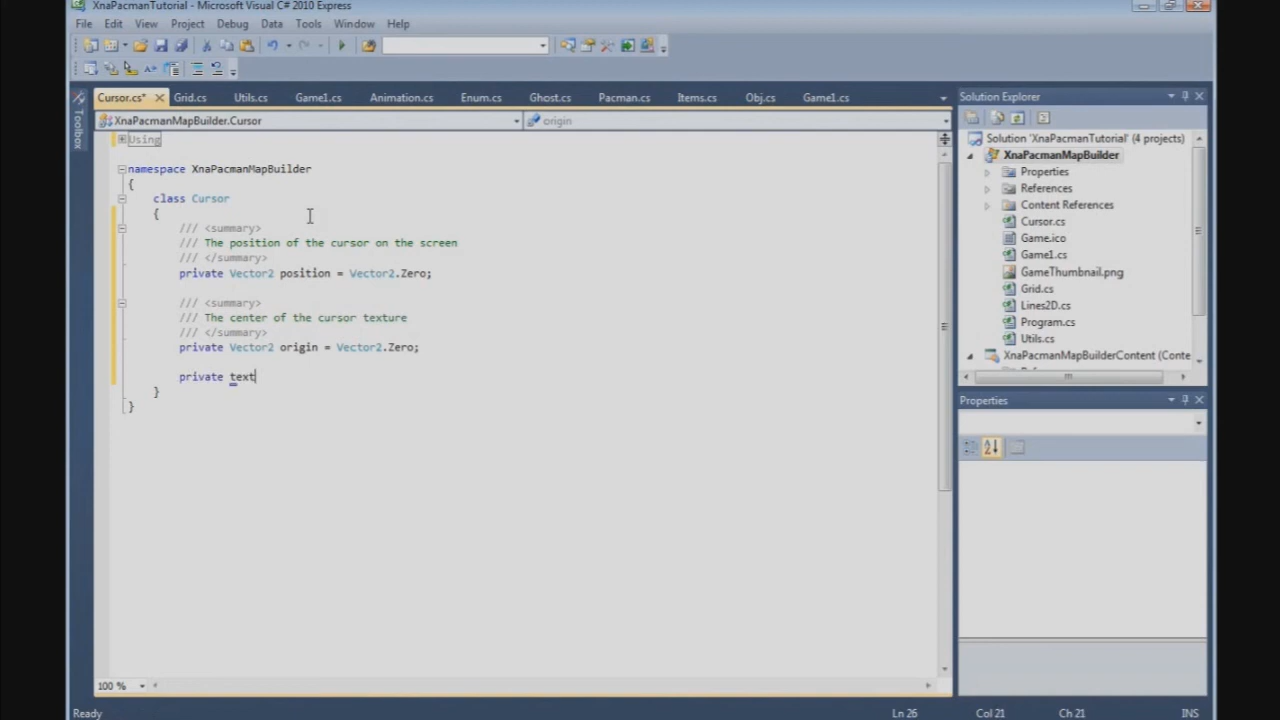 XnaPacmanTutorial - Microsoft Visual C# 2010 Express
File Edit View Project Debug Data Tools Window Help
Cursor.cs* Grid.cs Utils.cs Game1.cs Animation.cs Enum.cs Ghost.cs Pacman.cs Items.cs Obj.cs Game1.cs
XnaPacmanMapBuilder.Cursor origin
Toolbox
Using
namespace XnaPacmanMapBuilder
{
class Cursor
{
/// <summary>
/// The position of the cursor on the screen
/// </summary>
private Vector2 position = Vector2.Zero;
/// <summary>
/// The center of the cursor texture
/// </summary>
private Vector2 origin = Vector2.Zero;
private text
}
}
100 %
Solution Explorer
Solution 'XnaPacmanTutorial' (4 projects)
XnaPacmanMapBuilder
Properties
References
Content References
Cursor.cs
Game.ico
Game1.cs
GameThumbnail.png
Grid.cs
Lines2D.cs
Program.cs
Utils.cs
XnaPacmanMapBuilderContent (Conte
Properties
Ready Ln 26 Col 21 Ch 21 INS